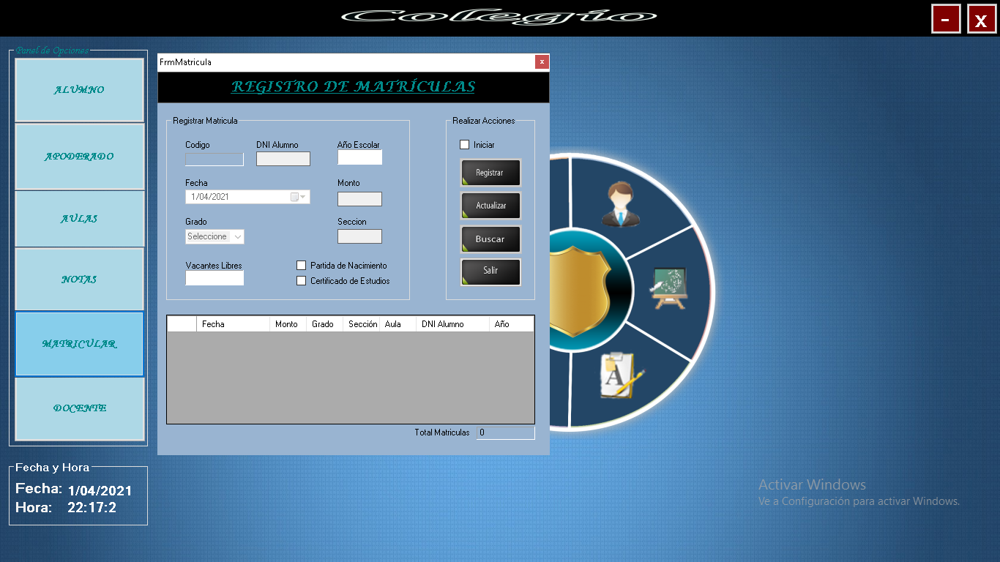 Colegio
- x
Panel de Opciones
ALUMNO
APODERADO
AULAS
NOTAS
MATRICULAR
DOCENTE
Fecha y Hora
Fecha: 1/04/2021
Hora: 22:17:2
FrmMatricula
x
REGISTRO DE MATRÍCULAS
Registrar Matricula
Codigo DNI Alumno Año Escolar
Fecha Monto
1/04/2021
Grado Seccion
Seleccione
Vacantes Libres
Partida de Nacimiento
Certificado de Estudios
Realizar Acciones
Iniciar
Registrar
Actualizar
Buscar
Salir
Fecha Monto Grado Sección Aula DNI Alumno Año
Total Matriculas 0
A
Activar Windows
Ve a Configuración para activar Windows.